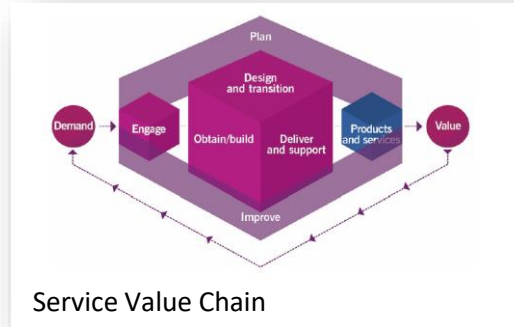 Plan
Design
and transition
Demand
Engage
Obtain/build
Deliver
and support
Products
and services
Value
Improve
Service Value Chain